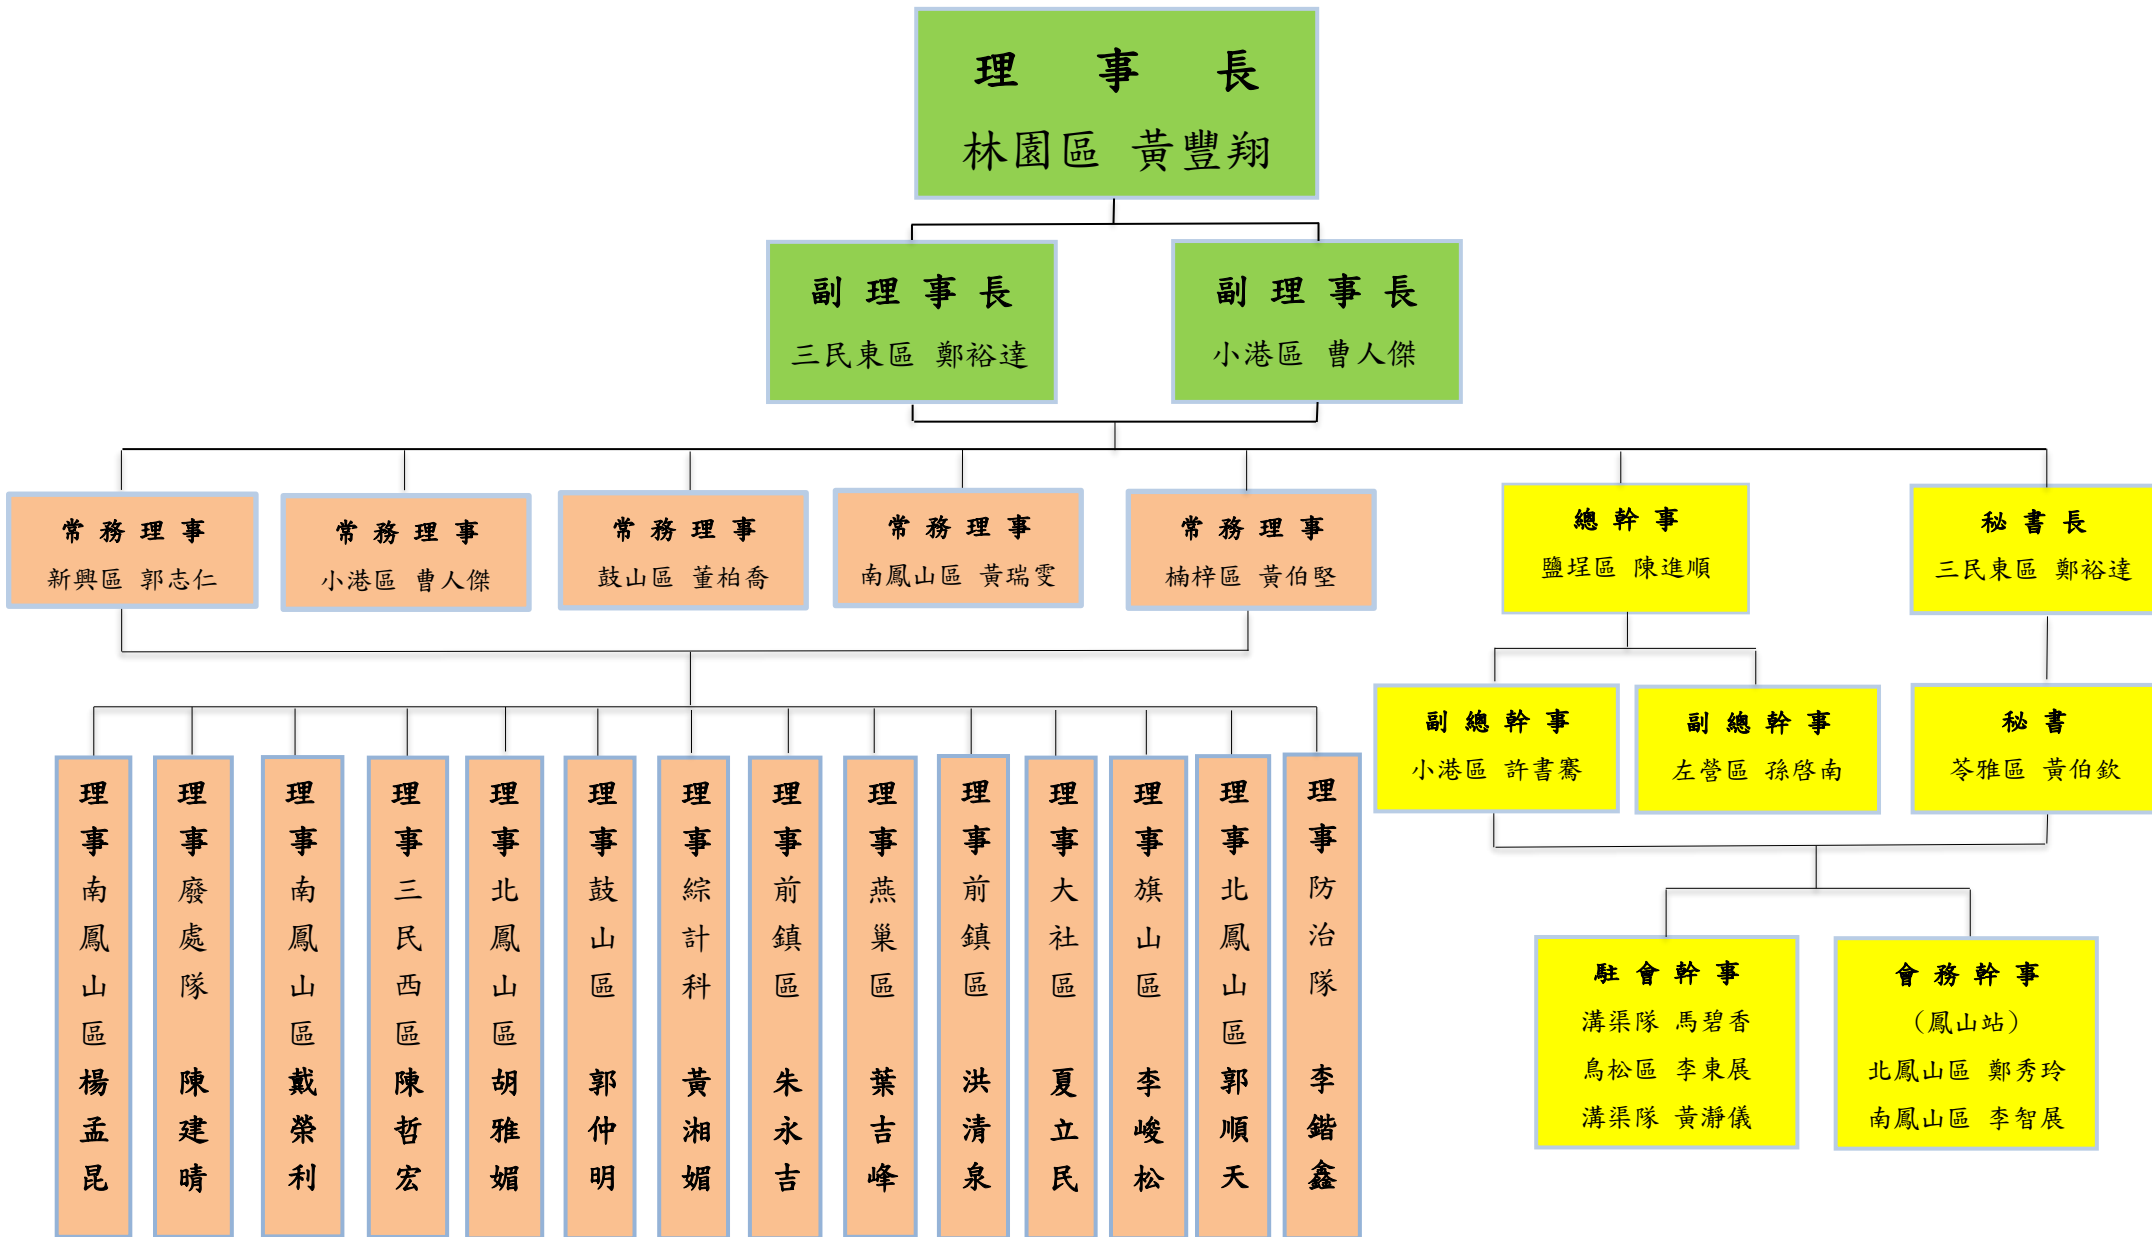 理 事 長
林園區 黃豐翔
副 理 事 長
三民東區 鄭裕達
副 理 事 長
小港區 曹人傑
常 務 理 事
新興區 郭志仁
常 務 理 事
小港區 曹人傑
常 務 理 事
鼓山區 董柏喬
常 務 理 事
南鳳山區 黃瑞雯
常 務 理 事
楠梓區 黃伯堅
總 幹 事
鹽埕區 陳進順
秘 書 長
三民東區 鄭裕達
副 總 幹 事
小港區 許書騫
副 總 幹 事
左營區 孫啓南
秘 書
苓雅區 黃伯欽
理事南鳳山區楊孟昆
理事廢處隊 陳建晴
理事南鳳山區戴榮利
理事三民西區陳哲宏
理事北鳳山區胡雅媚
理事鼓山區 郭仲明
理事綜計科 黃湘媚
理事前鎮區 朱永吉
理事燕巢區 葉吉峰
理事前鎮區 洪清泉
理事大社區 夏立民
理事旗山區 李峻松
理事北鳳山區郭順天
理事防治隊 李鍇鑫
駐 會 幹 事
溝渠隊 馬碧香
鳥松區 李東展
溝渠隊 黃瀞儀
會 務 幹 事
（鳳山站）
北鳳山區 鄭秀玲
南鳳山區 李智展